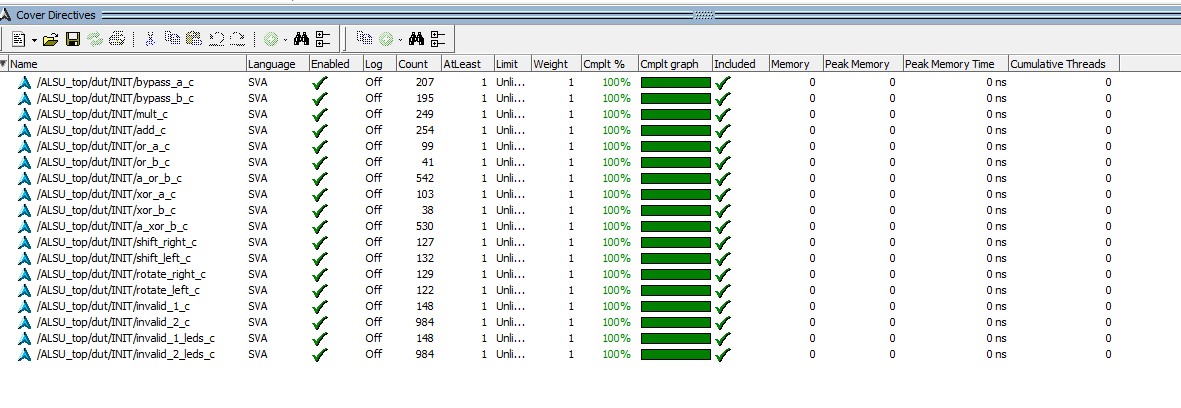 Cover Directives
Name Language Enabled Log Count AtLeast Limit Weight Cmplt % Cmplt graph Included Memory Peak Memory Peak Memory Time Cumulative Threads
/ALSU_top/dut/INIT/bypass_a_c SVA Off 207 1 Unli... 1 100% 0 0 0 ns 0
/ALSU_top/dut/INIT/bypass_b_c SVA Off 195 1 Unli... 1 100% 0 0 0 ns 0
/ALSU_top/dut/INIT/mult_c SVA Off 249 1 Unli... 1 100% 0 0 0 ns 0
/ALSU_top/dut/INIT/add_c SVA Off 254 1 Unli... 1 100% 0 0 0 ns 0
/ALSU_top/dut/INIT/or_a_c SVA Off 99 1 Unli... 1 100% 0 0 0 ns 0
/ALSU_top/dut/INIT/or_b_c SVA Off 41 1 Unli... 1 100% 0 0 0 ns 0
/ALSU_top/dut/INIT/a_or_b_c SVA Off 542 1 Unli... 1 100% 0 0 0 ns 0
/ALSU_top/dut/INIT/xor_a_c SVA Off 103 1 Unli... 1 100% 0 0 0 ns 0
/ALSU_top/dut/INIT/xor_b_c SVA Off 38 1 Unli... 1 100% 0 0 0 ns 0
/ALSU_top/dut/INIT/a_xor_b_c SVA Off 530 1 Unli... 1 100% 0 0 0 ns 0
/ALSU_top/dut/INIT/shift_right_c SVA Off 127 1 Unli... 1 100% 0 0 0 ns 0
/ALSU_top/dut/INIT/shift_left_c SVA Off 132 1 Unli... 1 100% 0 0 0 ns 0
/ALSU_top/dut/INIT/rotate_right_c SVA Off 129 1 Unli... 1 100% 0 0 0 ns 0
/ALSU_top/dut/INIT/rotate_left_c SVA Off 122 1 Unli... 1 100% 0 0 0 ns 0
/ALSU_top/dut/INIT/invalid_1_c SVA Off 148 1 Unli... 1 100% 0 0 0 ns 0
/ALSU_top/dut/INIT/invalid_2_c SVA Off 984 1 Unli... 1 100% 0 0 0 ns 0
/ALSU_top/dut/INIT/invalid_1_leds_c SVA Off 148 1 Unli... 1 100% 0 0 0 ns 0
/ALSU_top/dut/INIT/invalid_2_leds_c SVA Off 984 1 Unli... 1 100% 0 0 0 ns 0